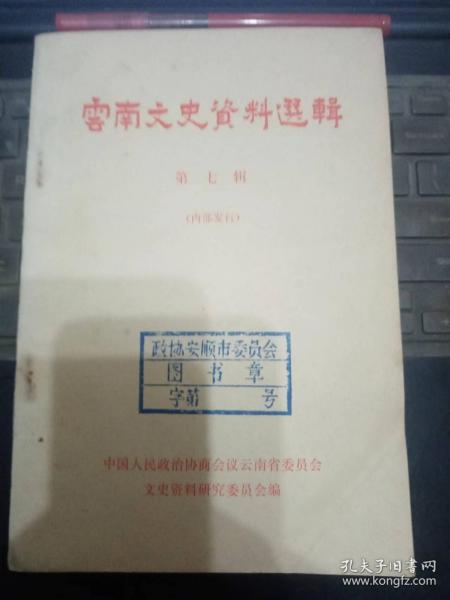 雲南文史資料選輯
第七辑
(内部发行)
政协安顺市委员会
图书章
字第 号
中国人民政治协商会议云南省委员会
文史资料研究委员会编
孔夫子旧书网
www.kongfz.com